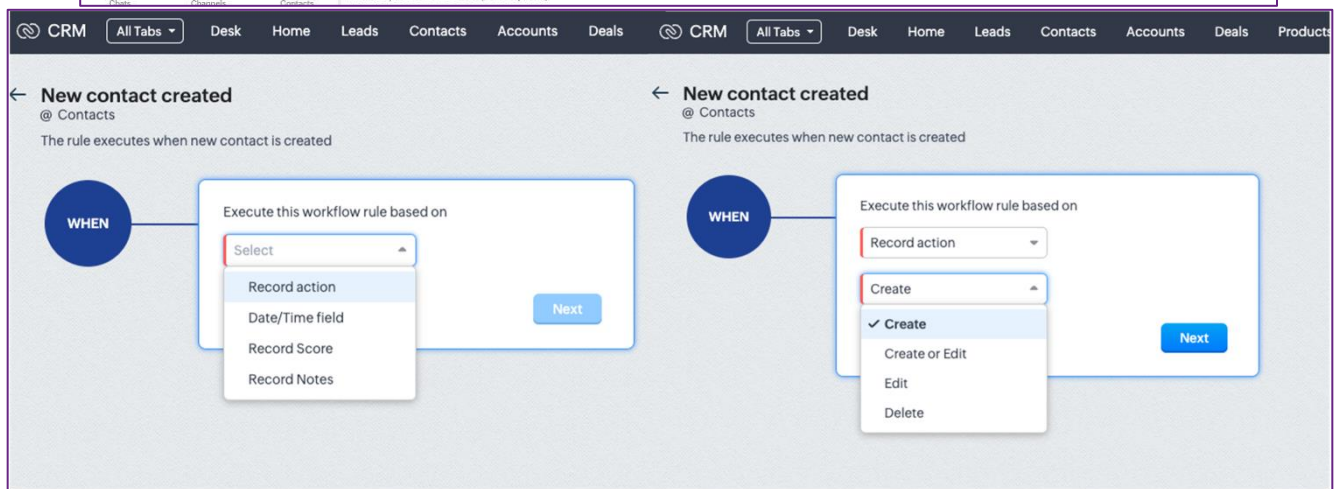 Chats Channels Contacts
CRM All Tabs Desk Home Leads Contacts Accounts Deals
New contact created
@ Contacts
The rule executes when new contact is created
WHEN
Execute this workflow rule based on
Select
Record action
Date/Time field
Record Score
Record Notes
Next
CRM All Tabs Desk Home Leads Contacts Accounts Deals Products
New contact created
@ Contacts
The rule executes when new contact is created
WHEN
Execute this workflow rule based on
Record action
Create
✓ Create
Create or Edit
Edit
Delete
Next